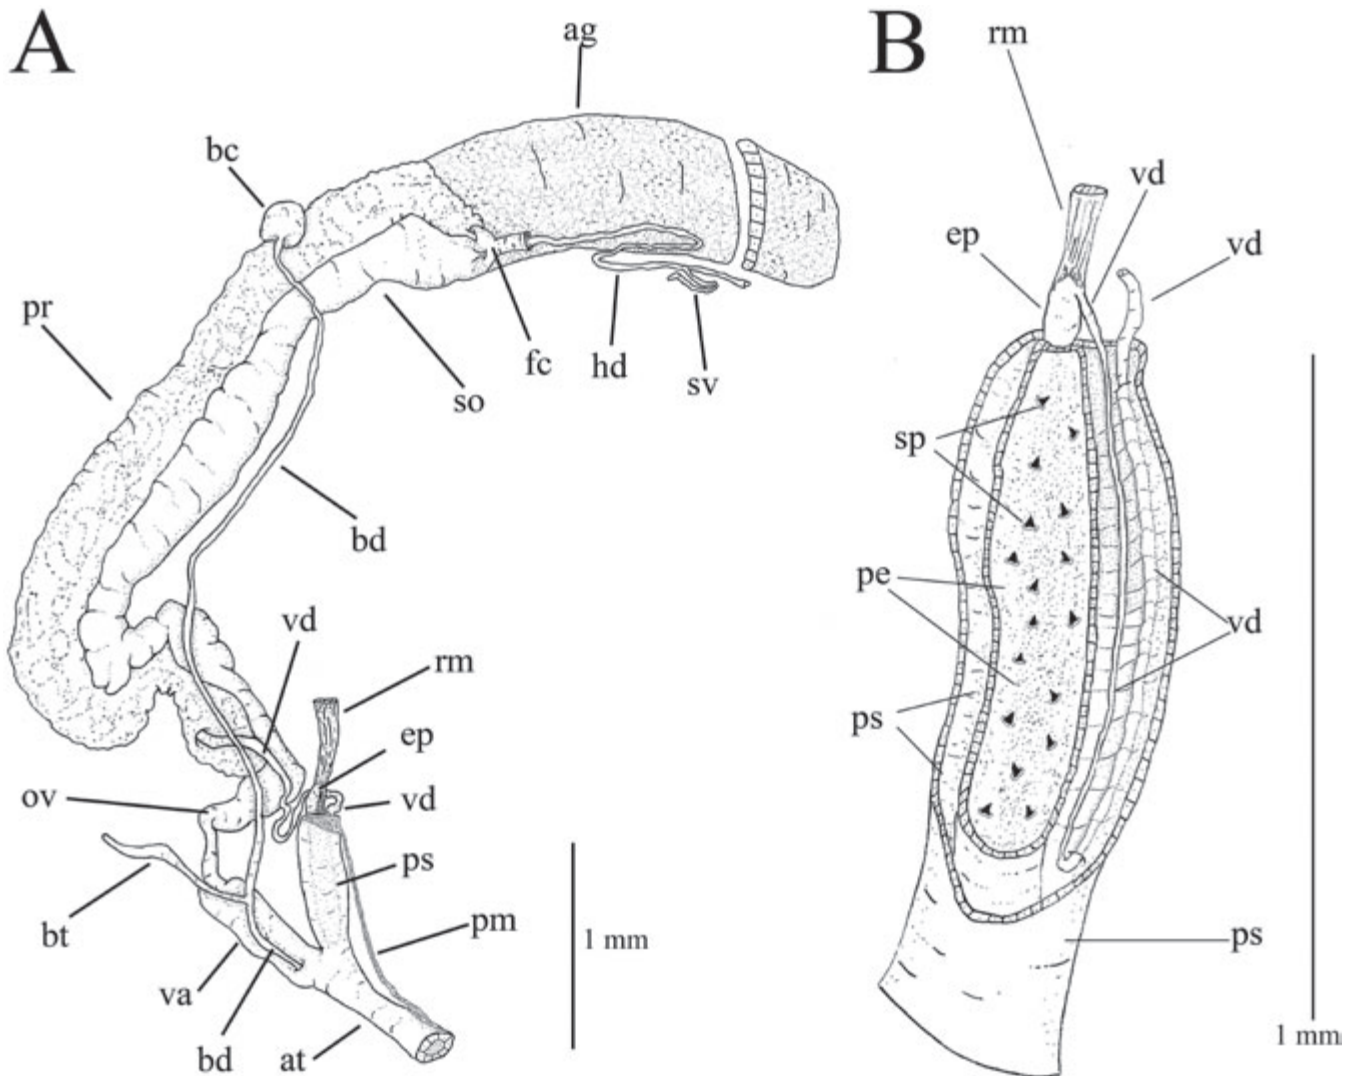 A
ag
bc
pr
fc
hd
sv
so
bd
vd
rm
ep
vd
ov
ps
bt
pm
va
bd
at
1 mm
B
rm
vd
ep
vd
sp
pe
vd
ps
ps
1 mm